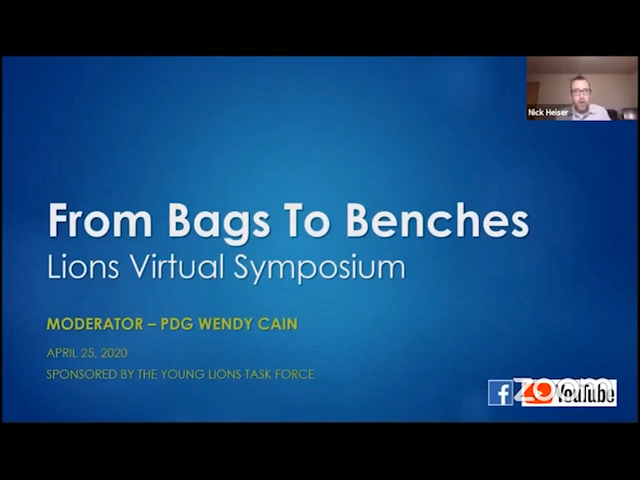 Nick Heiser
From Bags To Benches
Lions Virtual Symposium
MODERATOR – PDG WENDY CAIN
APRIL 25, 2020
SPONSORED BY THE YOUNG LIONS TASK FORCE
f zoom YouTube